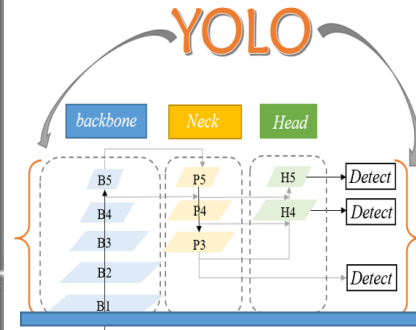 YOLO
backbone Neck Head
B5 P5 H5 Detect
B4 P4 H4 Detect
B3 P3
B2 Detect
B1